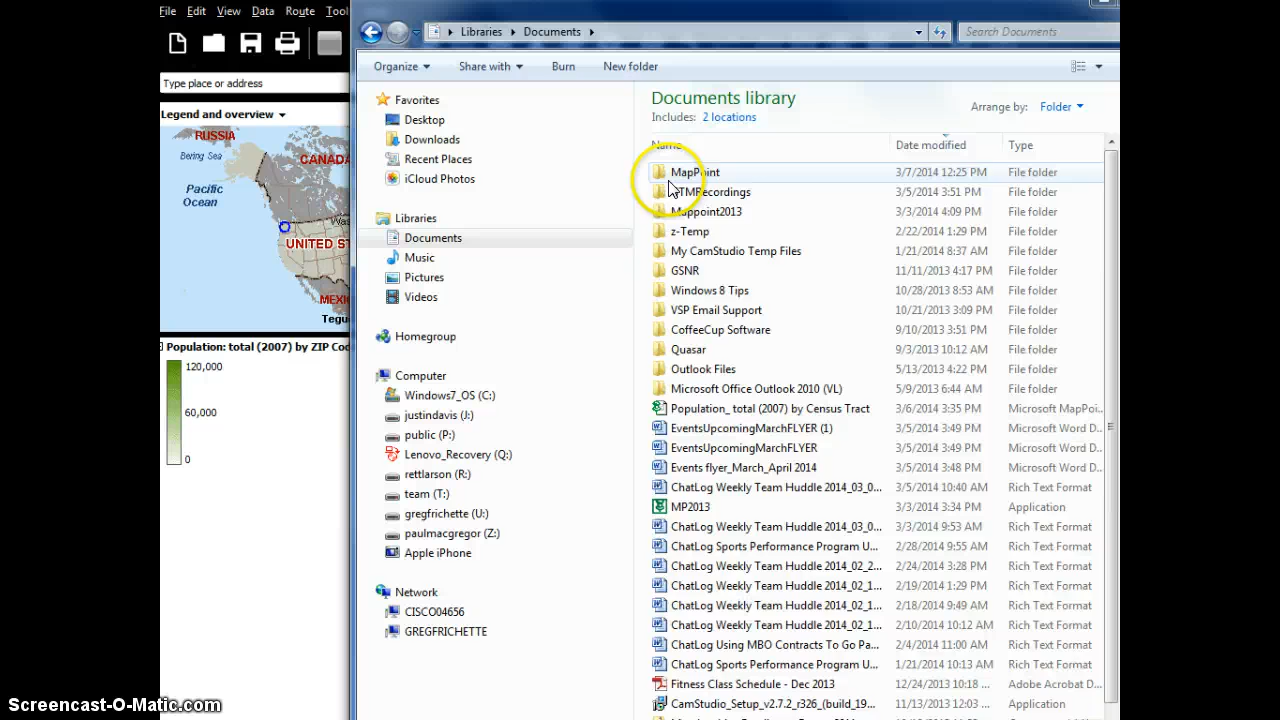 File Edit View Data Route Tool
Type place or address
Legend and overview
RUSSIA
Bering Sea
CANADA
Pacific
Ocean
Was
UNITED ST
MEXIC
Tegu
Population: total (2007) by ZIP Cod
120,000
60,000
0
Libraries Documents
Search Documents
Organize Share with Burn New folder
Favorites
Desktop
Downloads
Recent Places
iCloud Photos
Libraries
Documents
Music
Pictures
Videos
Homegroup
Computer
Windows7_OS (C:)
justindavis (J:)
public (P:)
Lenovo_Recovery (Q:)
rettlarson (R:)
team (T:)
gregfrichette (U:)
paulmacgregor (Z:)
Apple iPhone
Network
CISCO04656
GREGFRICHETTE
Documents library
Includes: 2 locations
Arrange by: Folder
Name Date modified Type
MapPoint 3/7/2014 12:25 PM File folder
TMRecordings 3/5/2014 3:51 PM File folder
Mappoint2013 3/3/2014 4:09 PM File folder
z-Temp 2/22/2014 1:29 PM File folder
My CamStudio Temp Files 1/21/2014 8:37 AM File folder
GSNR 11/11/2013 4:17 PM File folder
Windows 8 Tips 10/28/2013 8:53 AM File folder
VSP Email Support 10/21/2013 3:09 PM File folder
CoffeeCup Software 9/10/2013 3:51 PM File folder
Quasar 9/3/2013 10:12 AM File folder
Outlook Files 5/13/2013 4:22 PM File folder
Microsoft Office Outlook 2010 (VL) 5/9/2013 6:44 AM File folder
Population_ total (2007) by Census Tract 3/6/2014 3:35 PM Microsoft MapPoi...
EventsUpcomingMarchFLYER (1) 3/5/2014 3:49 PM Microsoft Word D...
EventsUpcomingMarchFLYER 3/5/2014 3:49 PM Microsoft Word D...
Events flyer_March_April 2014 3/5/2014 3:48 PM Microsoft Word D...
ChatLog Weekly Team Huddle 2014_03_0... 3/5/2014 10:40 AM Rich Text Format
MP2013 3/3/2014 3:34 PM Application
ChatLog Weekly Team Huddle 2014_03_0... 3/3/2014 9:53 AM Rich Text Format
ChatLog Sports Performance Program U... 2/28/2014 9:55 AM Rich Text Format
ChatLog Weekly Team Huddle 2014_02_2... 2/24/2014 3:28 PM Rich Text Format
ChatLog Weekly Team Huddle 2014_02_1... 2/19/2014 1:29 PM Rich Text Format
ChatLog Weekly Team Huddle 2014_02_1... 2/18/2014 9:49 AM Rich Text Format
ChatLog Weekly Team Huddle 2014_02_1... 2/10/2014 10:12 AM Rich Text Format
ChatLog Using MBO Contracts To Go Pa... 2/4/2014 11:00 AM Rich Text Format
ChatLog Sports Performance Program U... 1/21/2014 10:13 AM Rich Text Format
Fitness Class Schedule - Dec 2013 12/24/2013 10:18 ... Adobe Acrobat D...
CamStudio_Setup_v2.7.2_r326_(build_19... 12/3/2013 3:55 PM Application
Screencast-O-Matic.com